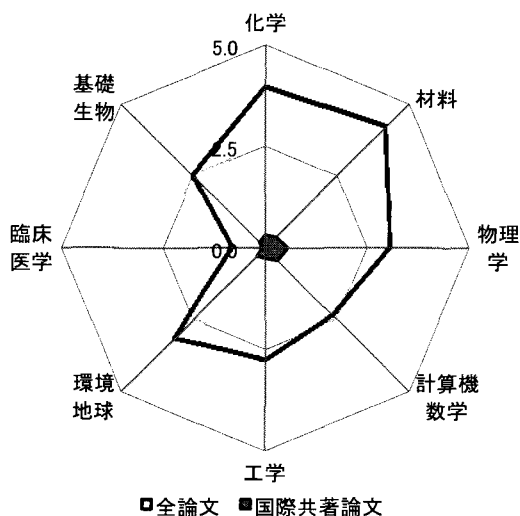 化学
5.0
基礎
生物
材料
2.5
臨床
医学
0.0
物理
学
環境
地球
計算機
数学
工学
全論文 国際共著論文